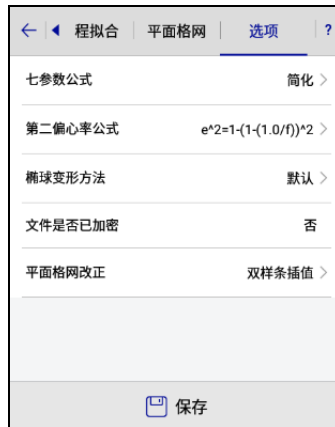 程拟合 平面格网 选项 ?
七参数公式 简化
第二偏心率公式 e^2=1-(1-(1.0/f))^2
椭球变形方法 默认
文件是否已加密 否
平面格网改正 双样条插值
保存